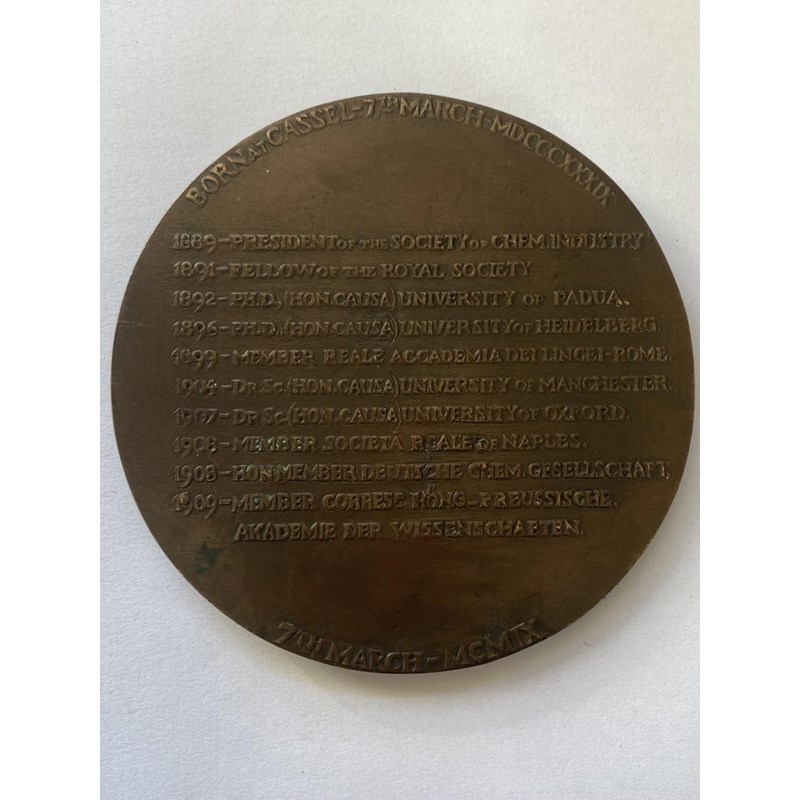 BORN AT CASSEL-7TH MARCH-MDCCCXXXIX
1889-PRESIDENT OF THE SOCIETY OF CHEM. INDUSTRY
1891-FELLOW OF THE ROYAL SOCIETY.
1892-PH.D., (HON. CAUSA) UNIVERSITY OF PADUA.
1896-PH.D., (HON. CAUSA) UNIVERSITY OF HEIDELBERG.
1899-MEMBER REALE ACCADEMIA DEI LINCEI-ROME.
1904-DR. SC. (HON. CAUSA) UNIVERSITY OF MANCHESTER.
1907-DR. SC. (HON. CAUSA) UNIVERSITY OF OXFORD.
1908-MEMBER SOCIETÀ REALE OF NAPLES.
1908-HON MEMBER DEUTSCHE CHEM. GESELLSCHAFT.
1909-MEMBER CORRESP KÖNG-PREUSSISCHE.
AKADEMIE DER WISSENSCHAFTEN.
7TH MARCH-MCMIX